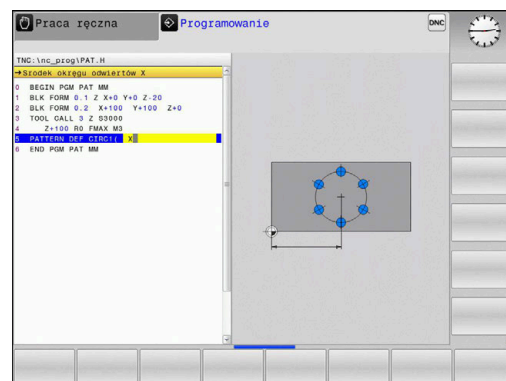 Praca ręczna
Programowanie
DNC
TNC:\nc_prog\PAT.H
→Srodek okręgu odwiertów X
0 BEGIN PGM PAT MM
1 BLK FORM 0.1 Z X+0 Y+0 Z-20
2 BLK FORM 0.2 X+100 Y+100 Z+0
3 TOOL CALL 3 Z S3000
4 Z+100 R0 FMAX M3
5 PATTERN DEF CIRC1( X
6 END PGM PAT MM